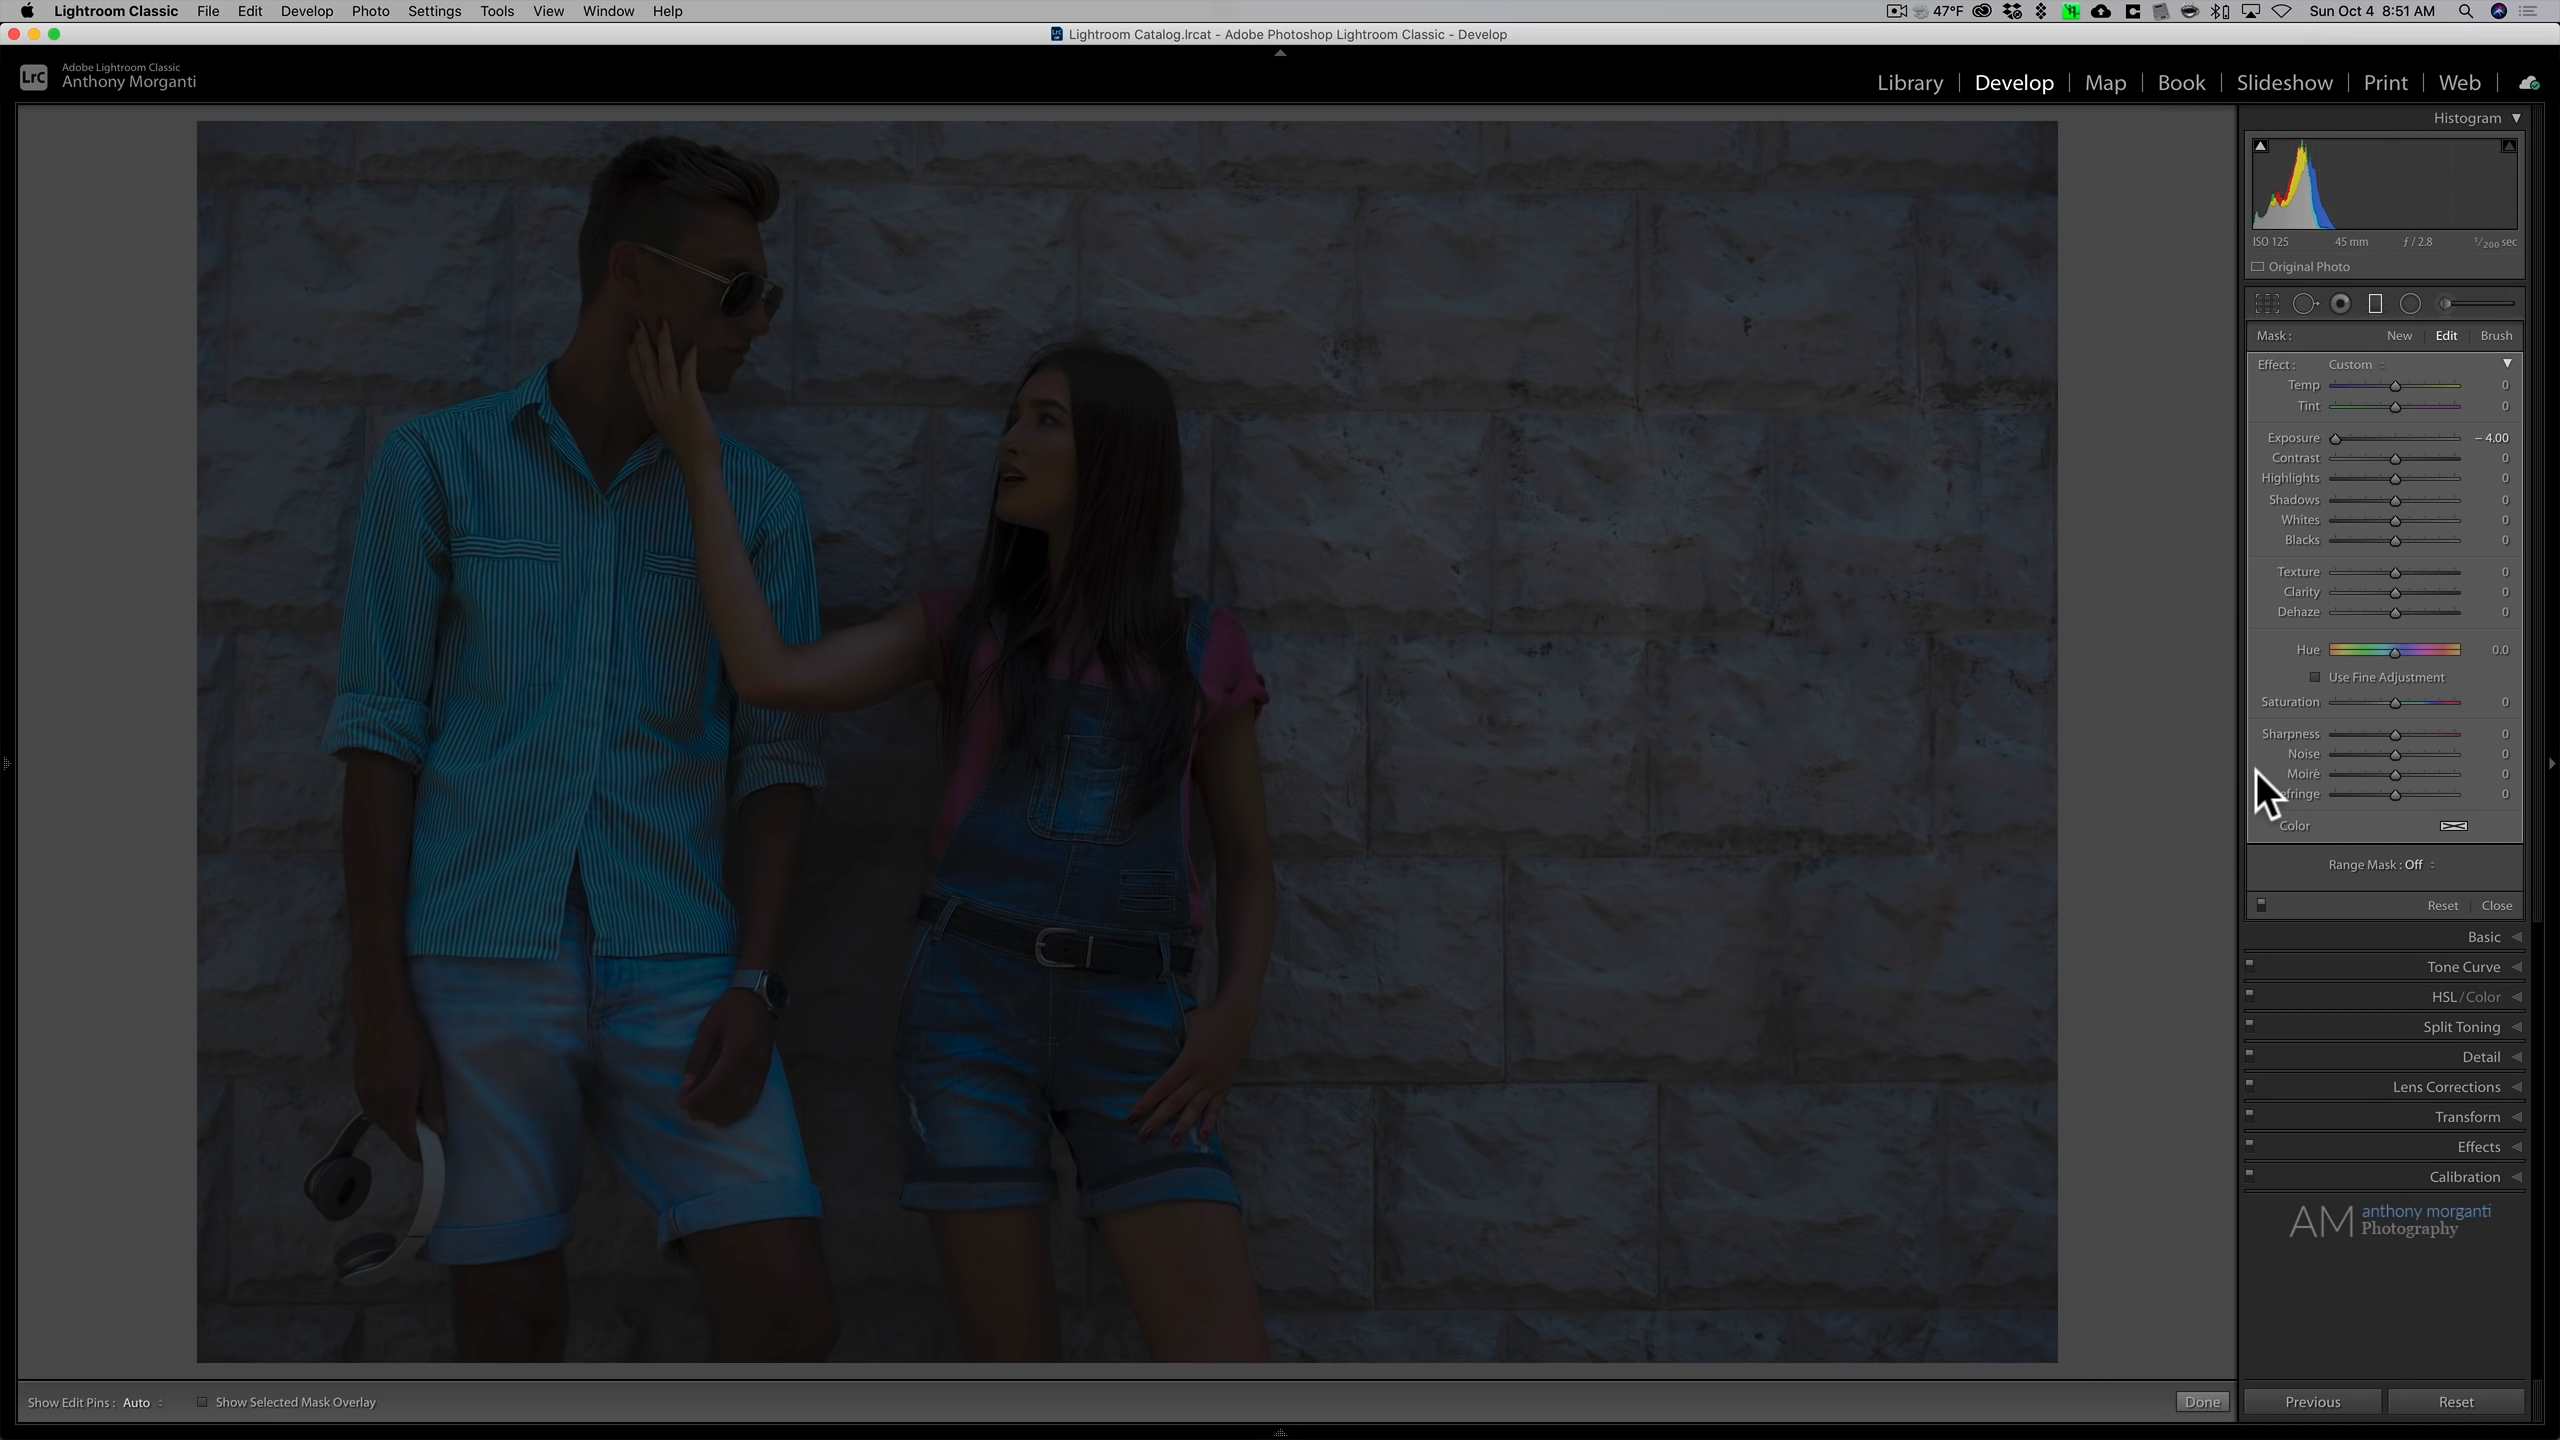 Lightroom Classic File Edit Develop Photo Settings Tools View Window Help 47°F Sun Oct 4 8:51 AM
Lightroom Catalog.lrcat - Adobe Photoshop Lightroom Classic - Develop
LrC
Adobe Lightroom Classic
Anthony Morganti
Library | Develop | Map | Book | Slideshow | Print | Web
Histogram
ISO 125 45 mm ƒ / 2.8 1/200 sec
Original Photo
Mask : New | Edit | Brush
Effect : Custom
Temp 0
Tint 0
Exposure – 4.00
Contrast 0
Highlights 0
Shadows 0
Whites 0
Blacks 0
Texture 0
Clarity 0
Dehaze 0
Hue 0.0
Use Fine Adjustment
Saturation 0
Sharpness 0
Noise 0
Moiré 0
efringe 0
Color
Range Mask : Off
Reset | Close
Basic
Tone Curve
HSL / Color
Split Toning
Detail
Lens Corrections
Transform
Effects
Calibration
AM anthony morganti
Photography
Show Edit Pins : Auto Show Selected Mask Overlay Done Previous Reset